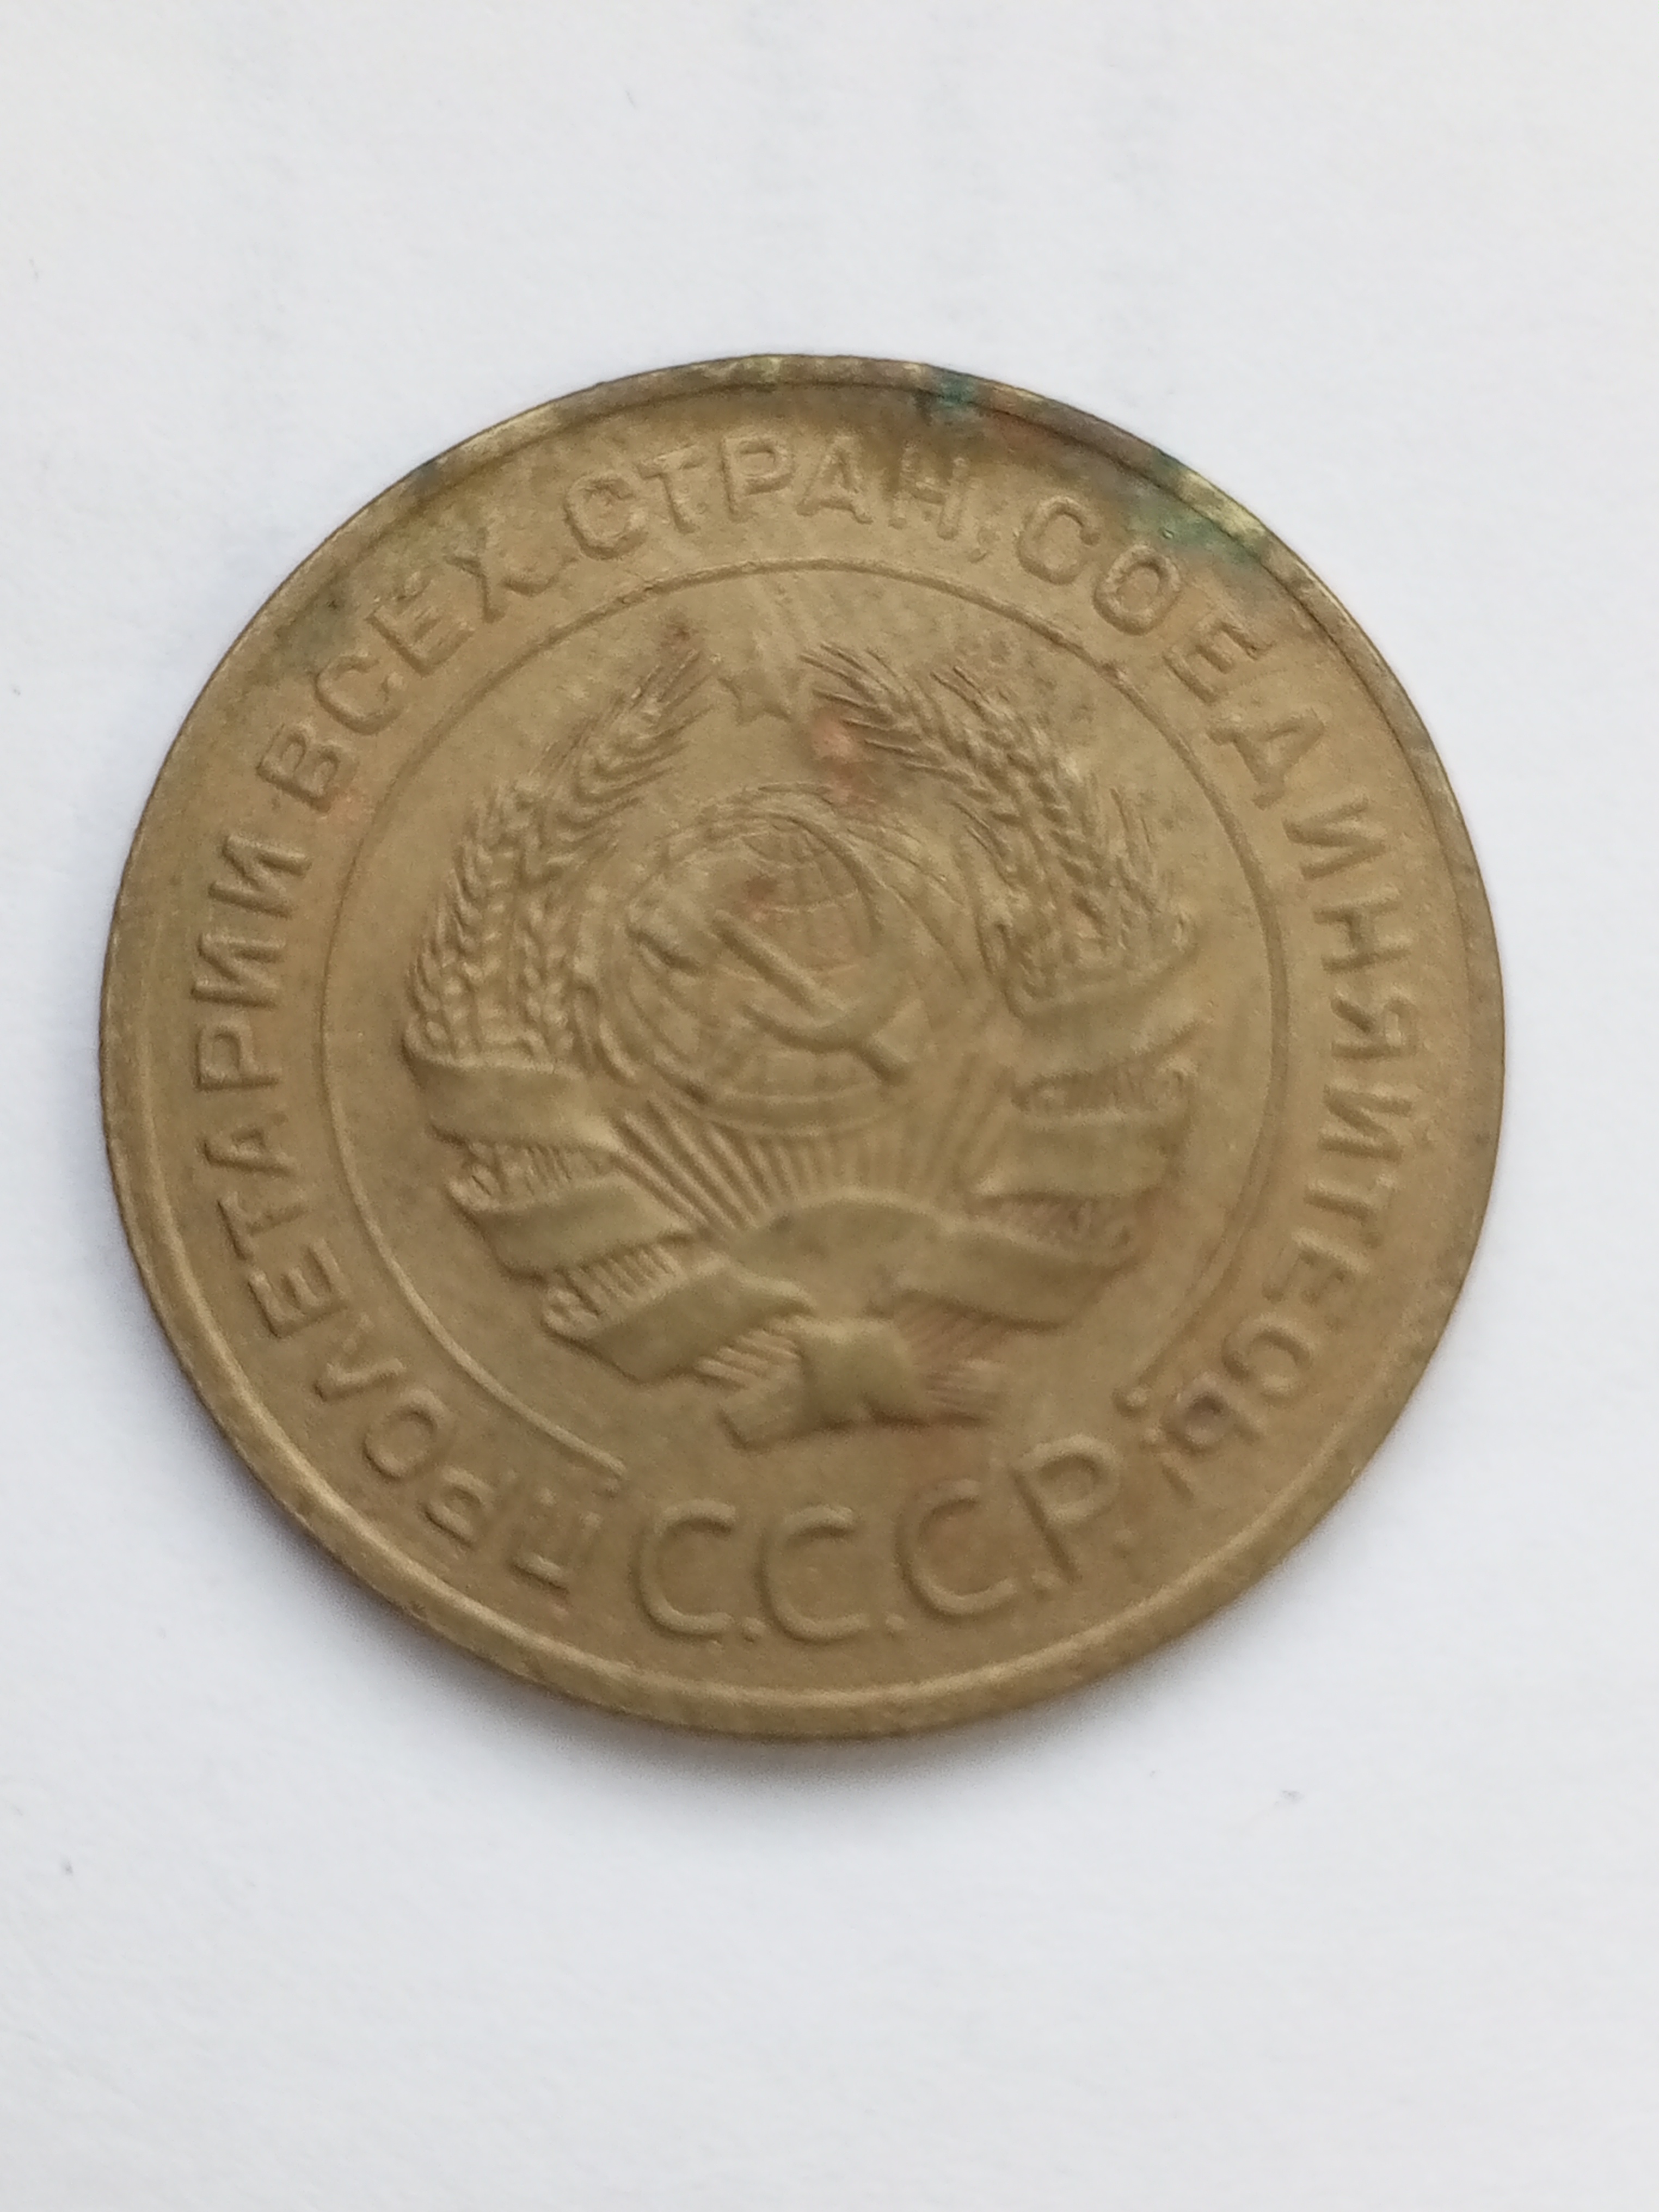 ПРОЛЕТАРИИ ВСЕХ СТРАН, СОЕДИНЯЙТЕСЬ!
С.С.С.Р.